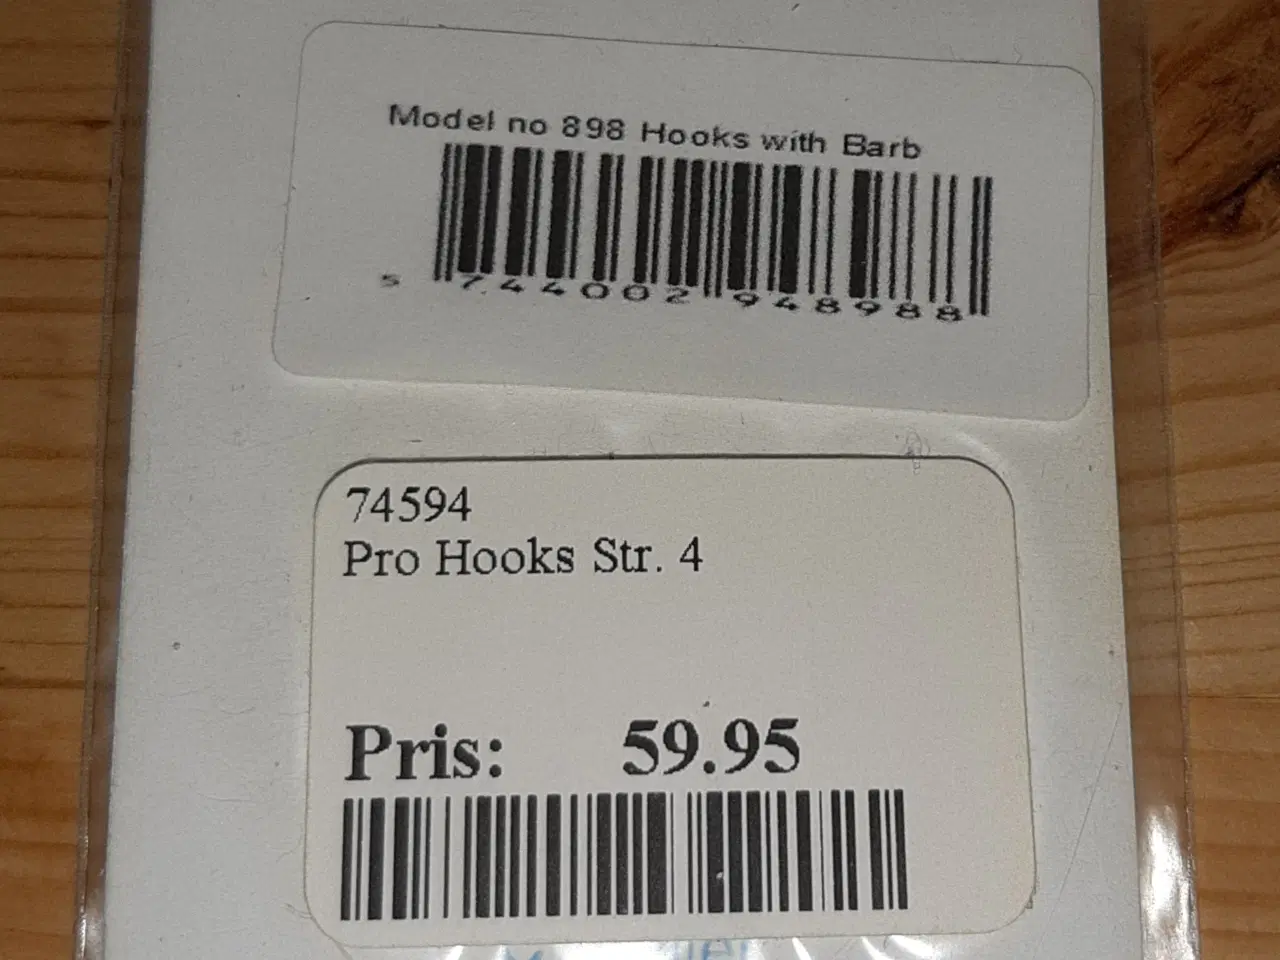 Model no 898 Hooks with Barb
5 744002 948988
74594
Pro Hooks Str. 4
Pris: 59.95